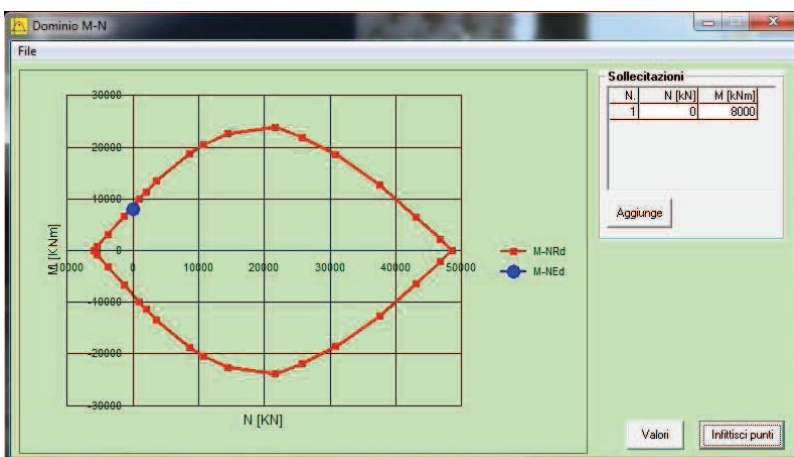 Dominio M-N
File
30000
20000
10000
0
-10000
-20000
-30000
M [KNm]
10000
0
10000
20000
30000
40000
50000
N [KN]
M-NRd
M-NEd
Sollecitazioni
N. N [kN] M [kNm]
1 0 8000
Aggiunge
Valori
Infittisci punti